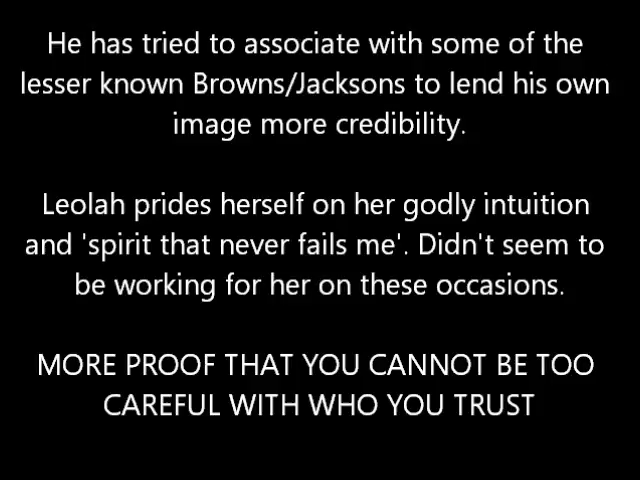 He has tried to associate with some of the
lesser known Browns/Jacksons to lend his own
image more credibility.
Leolah prides herself on her godly intuition
and 'spirit that never fails me'. Didn't seem to
be working for her on these occasions.
MORE PROOF THAT YOU CANNOT BE TOO
CAREFUL WITH WHO YOU TRUST